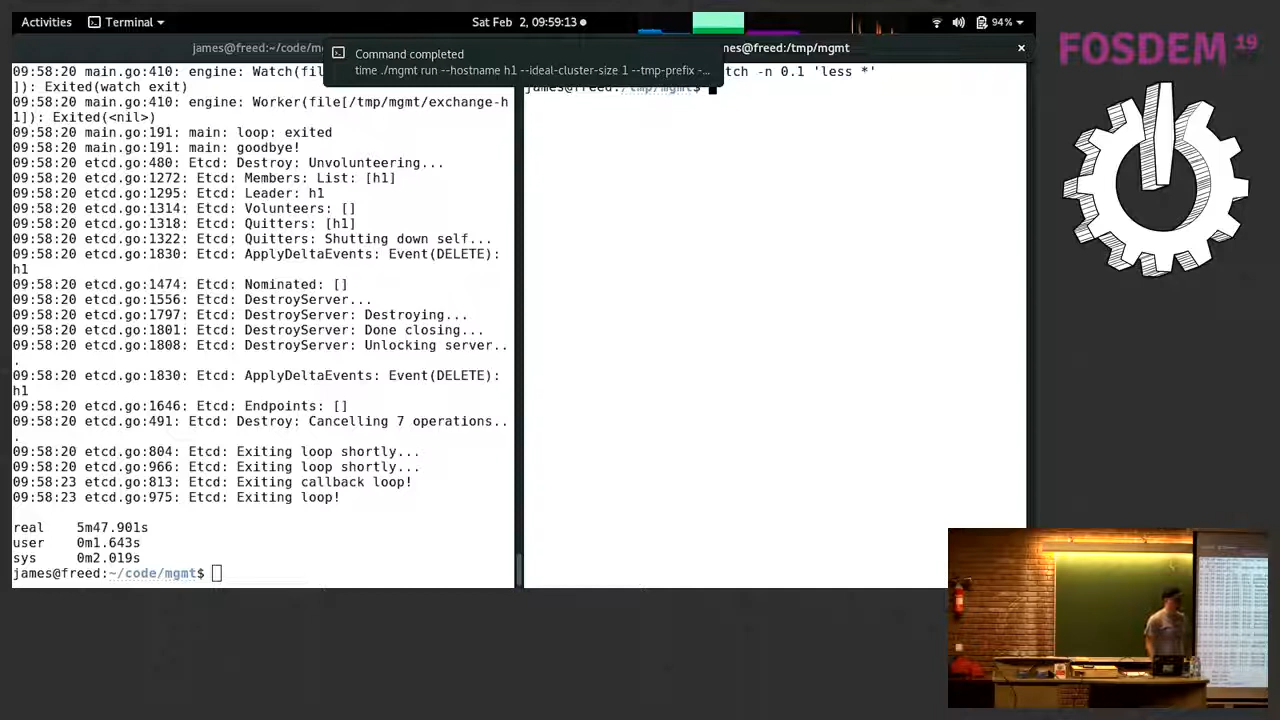 Activities
Terminal
Sat Feb 2, 09:59:13
94%
james@freed:~/code/m
james@freed:/tmp/mgmt
×
Command completed
time ./mgmt run --hostname h1 --ideal-cluster-size 1 --tmp-prefix -...
09:58:20 main.go:410: engine: Watch(fil
]): Exited(watch exit)
09:58:20 main.go:410: engine: Worker(file[/tmp/mgmt/exchange-h
1]): Exited(<nil>)
09:58:20 main.go:191: main: loop: exited
09:58:20 main.go:191: main: goodbye!
09:58:20 etcd.go:480: Etcd: Destroy: Unvolunteering...
09:58:20 etcd.go:1272: Etcd: Members: List: [h1]
09:58:20 etcd.go:1295: Etcd: Leader: h1
09:58:20 etcd.go:1314: Etcd: Volunteers: []
09:58:20 etcd.go:1318: Etcd: Quitters: [h1]
09:58:20 etcd.go:1322: Etcd: Quitters: Shutting down self...
09:58:20 etcd.go:1830: Etcd: ApplyDeltaEvents: Event(DELETE):
h1
09:58:20 etcd.go:1474: Etcd: Nominated: []
09:58:20 etcd.go:1556: Etcd: DestroyServer...
09:58:20 etcd.go:1797: Etcd: DestroyServer: Destroying...
09:58:20 etcd.go:1801: Etcd: DestroyServer: Done closing...
09:58:20 etcd.go:1808: Etcd: DestroyServer: Unlocking server..
.
09:58:20 etcd.go:1830: Etcd: ApplyDeltaEvents: Event(DELETE):
h1
09:58:20 etcd.go:1646: Etcd: Endpoints: []
09:58:20 etcd.go:491: Etcd: Destroy: Cancelling 7 operations..
.
09:58:20 etcd.go:804: Etcd: Exiting loop shortly...
09:58:20 etcd.go:966: Etcd: Exiting loop shortly...
09:58:23 etcd.go:813: Etcd: Exiting callback loop!
09:58:23 etcd.go:975: Etcd: Exiting loop!
real 5m47.901s
user 0m1.643s
sys 0m2.019s
james@freed:~/code/mgmt$
tch -n 0.1 'less *'
james@freed:/tmp/mgmt$
FOSDEM 19